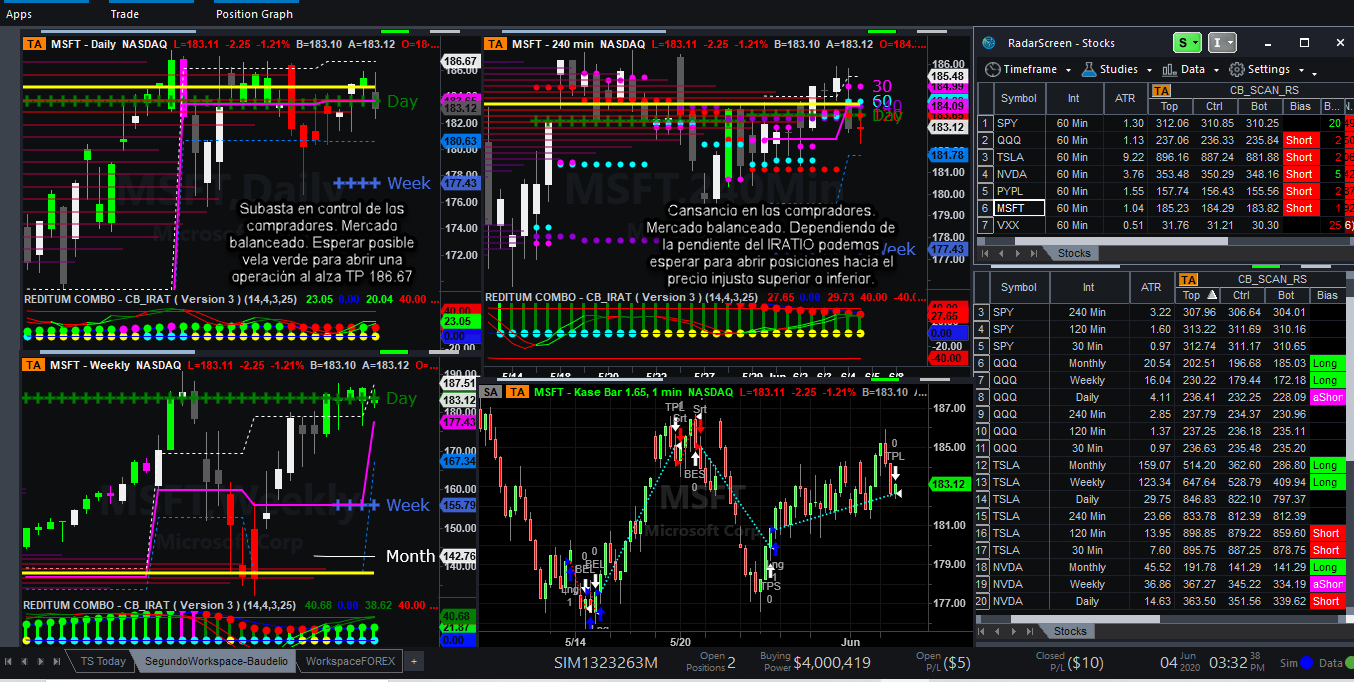 Apps Trade Position Graph
TA MSFT - Daily NASDAQ L=183.11 -2.25 -1.21% B=183.10 A=183.12 O=18...
186.67
186.00
183.12
182.00
180.63
180.00
177.43
176.00
174.00
172.00
Day
Week
Subasta en control de los
compradores. Mercado
balanceado. Esperar posible
vela verde para abrir una
operación al alza TP 186.67
REDITUM COMBO - CB_IRAT ( Version 3 ) (14,4,3,25) 23.05 0.00 20.04 40.00 ...
40.00
23.05
0.00
-20.00
TA MSFT - 240 min NASDAQ L=183.11 -2.25 -1.21% B=183.10 A=183.12 O=184....
186.00
185.48
184.99
184.09
183.12
181.78
181.00
180.00
179.00
178.00
177.43
177.00
30
60
Day
Week
Cansancio en los compradores.
Mercado balanceado. Dependiendo de
la pendiente del IRATIO podemos
esperar para abrir posiciones hacia el
precio injusto superior o inferior.
REDITUM COMBO - CB_IRAT ( Version 3 ) (14,4,3,25) 27.65 0.00 29.73 40.00 -40.0...
27.65
0.00
-20.00
40.00
5/14 5/18 5/20 5/22 5/27 5/29 Jun 6/2 6/3 6/4 6/5 6/8
TA MSFT - Weekly NASDAQ L=183.11 -2.25 -1.21% B=183.10 A=183.12 O=...
190.00
187.51
183.12
180.00
177.43
170.00
167.34
160.00
155.79
150.00
142.76
140.00
Day
Week
Month
REDITUM COMBO - CB_IRAT ( Version 3 ) (14,4,3,25) 40.68 0.00 38.62 40.00 ...
40.68
21.87
0.00
SA TA MSFT - Kase Bar 1.65, 1 min NASDAQ L=183.11 -2.25 -1.21% B=183.10 /...
187.00
185.00
183.12
181.00
179.00
177.00
TPL Srt
Srt
BES
0
0
TPL
0 0
BEL BEL
Lng
1
Lng
Lng
1
TPS
0
MSFT
Microsoft Corp
5/14 5/20 Jun
RadarScreen - Stocks S I
Timeframe Studies Data Settings
TA CB_SCAN_RS
Symbol Int ATR Top Ctrl Bot Bias B... N.
1 SPY 60 Min 1.30 312.06 310.85 310.25 20
2 QQQ 60 Min 1.13 237.06 236.33 235.84 Short
3 TSLA 60 Min 9.22 896.16 887.24 881.88 Short
4 NVDA 60 Min 3.76 353.48 350.29 348.16 Short 5
5 PYPL 60 Min 1.55 157.74 156.43 155.56 Short
6 MSFT 60 Min 1.04 185.23 184.29 183.82 Short
7 VXX 60 Min 0.51 31.76 31.21 30.30 25
Stocks
TA CB_SCAN_RS
Symbol Int ATR Top Ctrl Bot Bias
3 SPY 240 Min 3.22 307.96 306.64 304.01
4 SPY 120 Min 1.60 313.22 311.69 310.16
5 SPY 30 Min 0.97 312.74 311.17 310.65
6 QQQ Monthly 20.54 202.51 196.68 185.03 Long
7 QQQ Weekly 16.04 230.22 179.44 172.18 Long
8 QQQ Daily 4.11 236.41 232.25 228.09 aShor
9 QQQ 240 Min 2.85 237.79 234.37 230.96
10 QQQ 120 Min 1.37 237.25 236.18 235.11
11 QQQ 30 Min 0.97 236.63 235.48 235.20
12 TSLA Monthly 159.07 514.20 362.60 286.80 Long
13 TSLA Weekly 123.34 647.64 528.79 409.94 Long
14 TSLA Daily 29.75 846.83 822.10 797.37
15 TSLA 240 Min 23.66 833.78 812.39 812.39
16 TSLA 120 Min 13.95 898.85 879.22 859.60 Short
17 TSLA 30 Min 7.60 895.75 887.25 878.75 Short
18 NVDA Monthly 45.52 191.78 141.29 141.29 Long
19 NVDA Weekly 36.86 367.27 345.22 334.19 aShor
20 NVDA Daily 14.63 363.50 351.56 339.62 Short
Stocks
TS Today SegundoWorkspace-Baudelio WorkspaceFOREX +
SIM1323263M Open Positions 2 Buying Power $4,000,419 Open P/L ($5) Closed P/L ($10) 04 Jun 2020 03:32 38 PM Sim Data